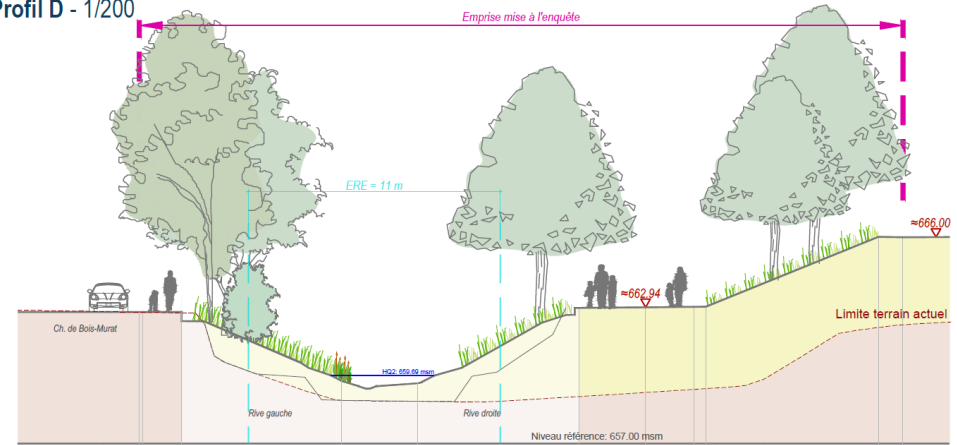 Profil D - 1/200
Emprise mise à l'enquête
ERE = 11 m
≈666.00
≈662.94
Limite terrain actuel
Ch. de Bois-Murat
HQ2: 659.69 msm
Rive gauche
Rive droite
Niveau référence: 657.00 msm